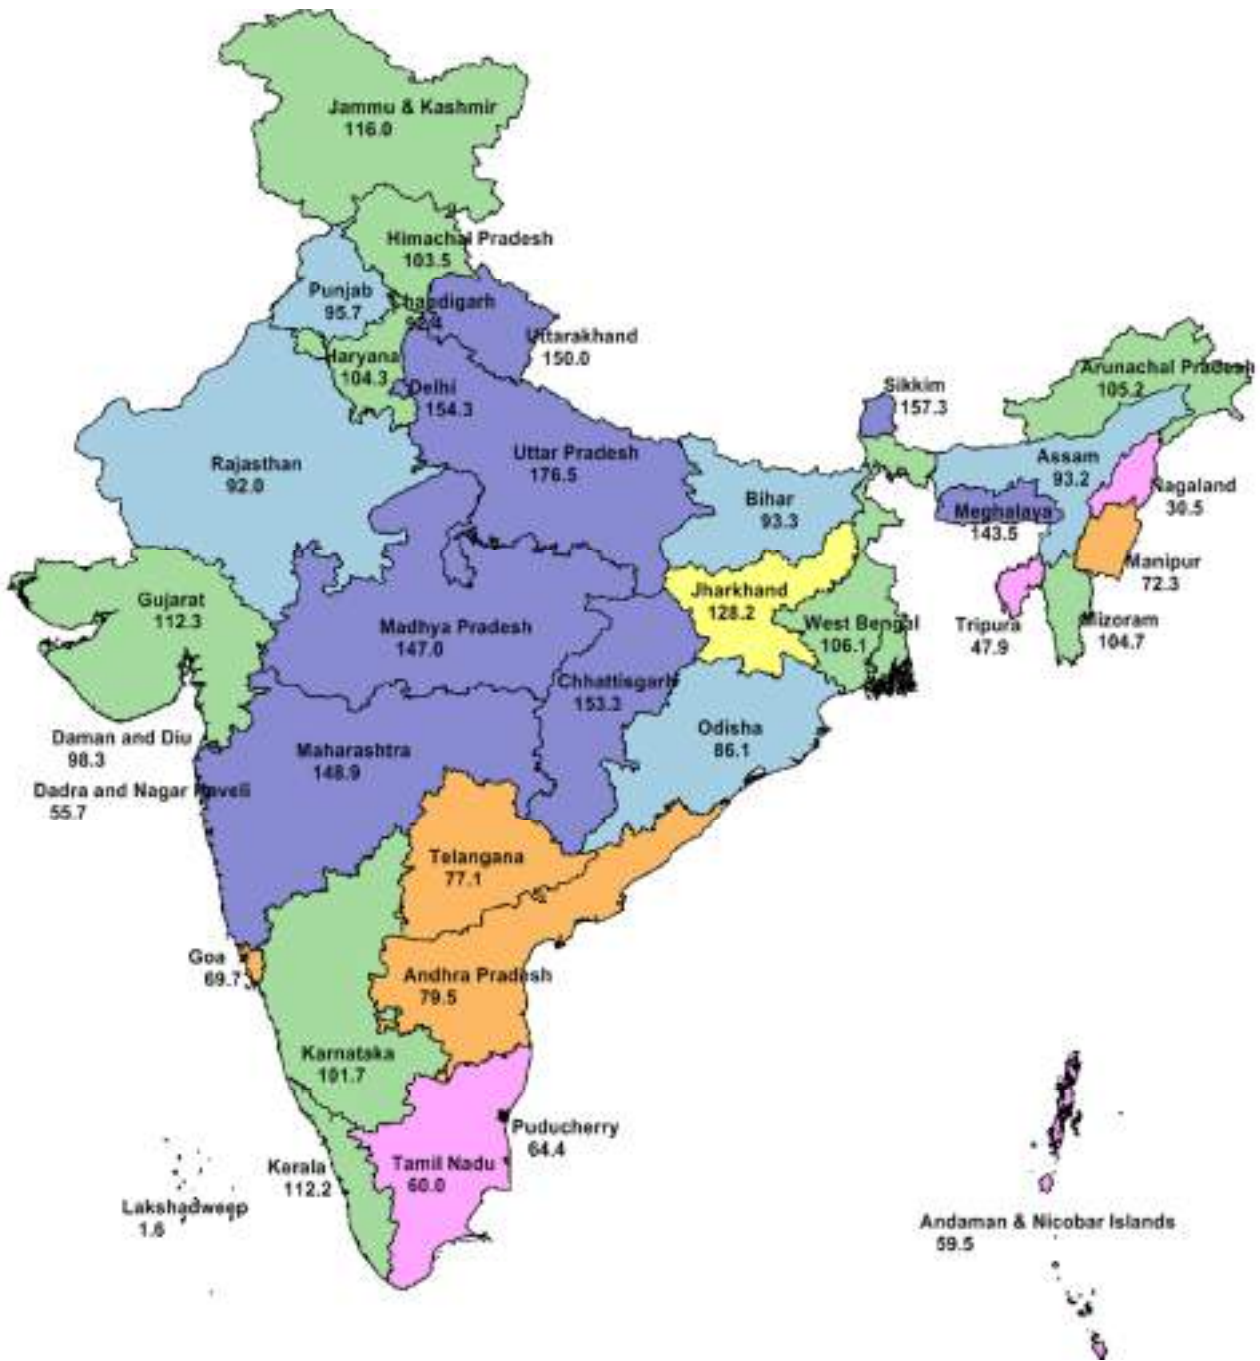 Jammu & Kashmir
116.0
Himachal Pradesh
103.5
Punjab
95.7
Chandigarh
92.4
Uttarakhand
150.0
Haryana
104.3
Delhi
154.3
Sikkim
157.3
Arunachal Pradesh
105.2
Rajasthan
92.0
Uttar Pradesh
176.5
Bihar
93.3
Assam
93.2
Nagaland
30.5
Meghalaya
143.5
Manipur
72.3
Gujarat
112.3
Madhya Pradesh
147.0
Jharkhand
128.2
West Bengal
106.1
Tripura
47.9
Mizoram
104.7
Chhattisgarh
153.3
Daman and Diu
98.3
Maharashtra
148.9
Odisha
86.1
Dadra and Nagar Haveli
55.7
Telangana
77.1
Goa
69.7
Andhra Pradesh
79.5
Karnataka
101.7
Puducherry
64.4
Kerala
112.2
Tamil Nadu
60.0
Lakshadweep
1.6
Andaman & Nicobar Islands
59.5